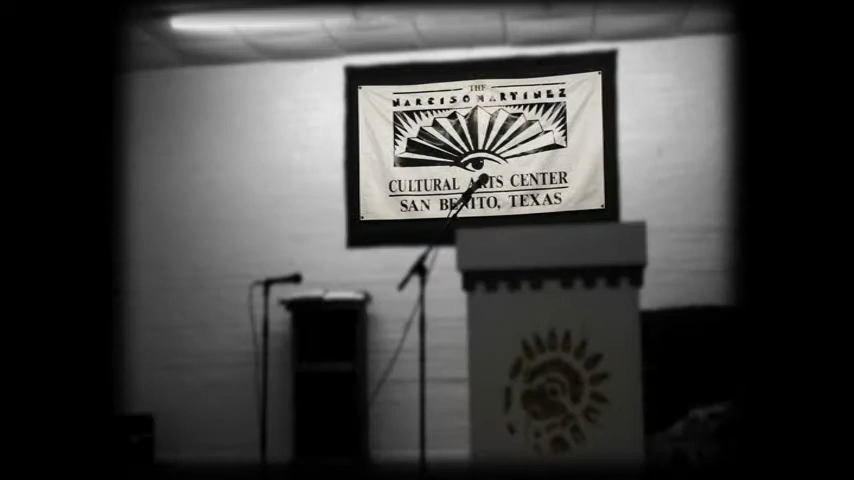 THE
NARCISO MARTINEZ
CULTURAL ARTS CENTER
SAN BENITO, TEXAS